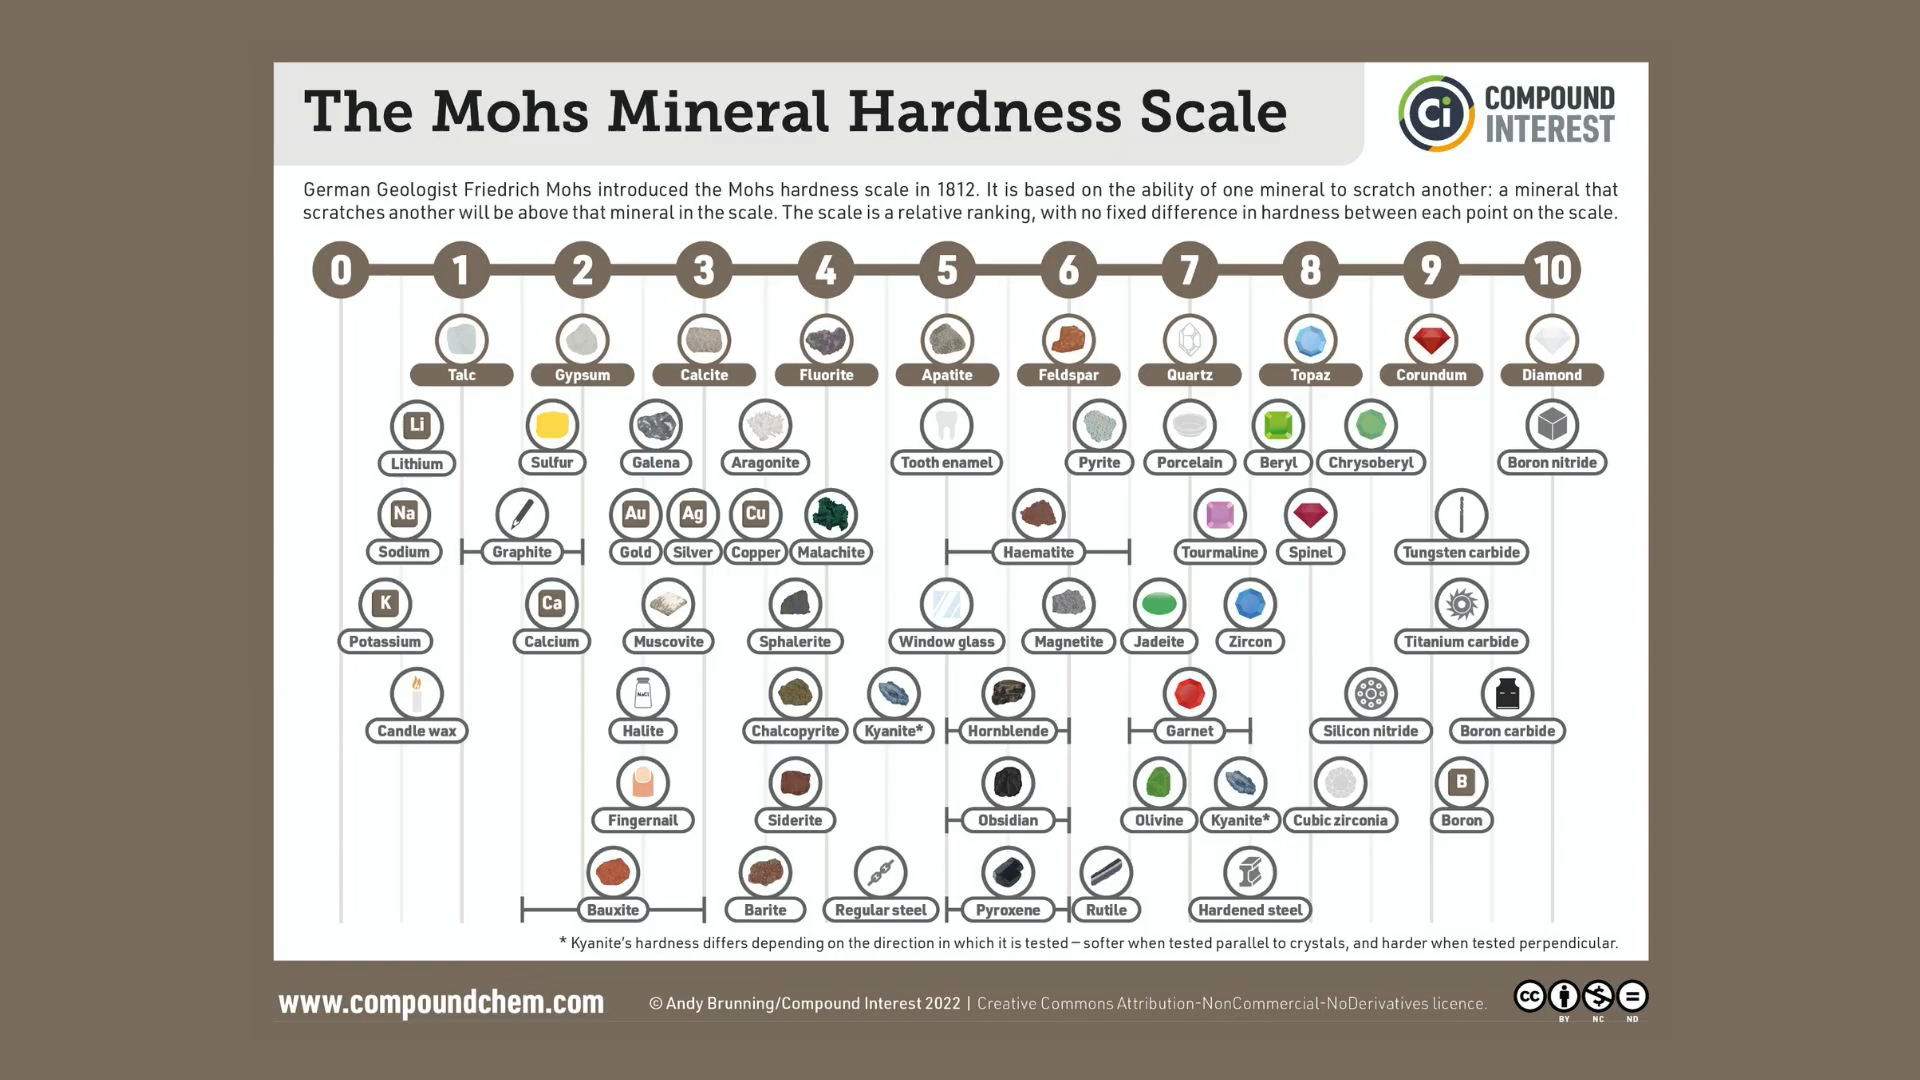 The Mohs Mineral Hardness Scale
Ci
COMPOUND
INTEREST
German Geologist Friedrich Mohs introduced the Mohs hardness scale in 1812. It is based on the ability of one mineral to scratch another: a mineral that
scratches another will be above that mineral in the scale. The scale is a relative ranking, with no fixed difference in hardness between each point on the scale.
0 1 2 3 4 5 6 7 8 9 10
Talc Gypsum Calcite Fluorite Apatite Feldspar Quartz Topaz Corundum Diamond
Li
Lithium Sulfur Galena Aragonite Tooth enamel Pyrite Porcelain Beryl Chrysoberyl Boron nitride
Na Au Ag Cu
Sodium Graphite Gold Silver Copper Malachite Haematite Tourmaline Spinel Tungsten carbide
K Ca
Potassium Calcium Muscovite Sphalerite Window glass Magnetite Jadeite Zircon Titanium carbide
NaCl
Candle wax Halite Chalcopyrite Kyanite* Hornblende Garnet Silicon nitride Boron carbide
B
Fingernail Siderite Obsidian Olivine Kyanite* Cubic zirconia Boron
Bauxite Barite Regular steel Pyroxene Rutile Hardened steel
* Kyanite's hardness differs depending on the direction in which it is tested – softer when tested parallel to crystals, and harder when tested perpendicular.
www.compoundchem.com
© Andy Brunning/Compound Interest 2022 | Creative Commons Attribution-NonCommercial-NoDerivatives licence.
CC
BY NC ND